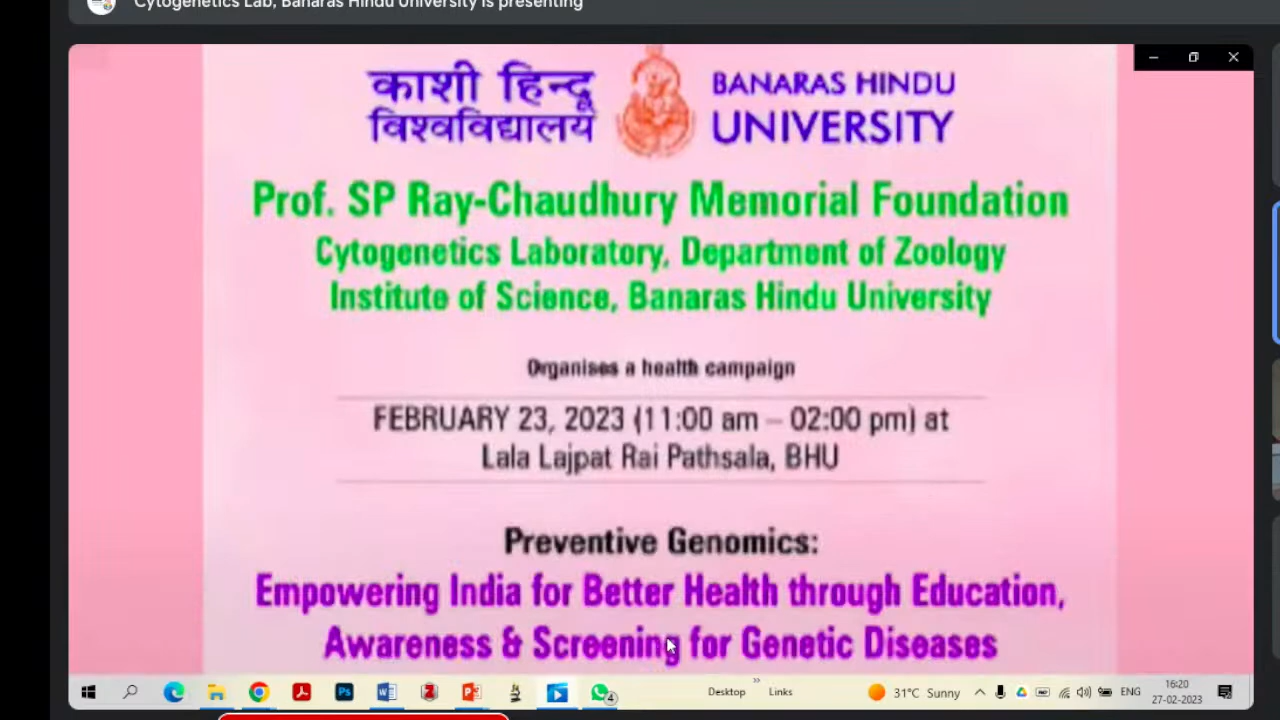 Cytogenetics Lab, Banaras Hindu University is presenting
काशी हिन्दू
विश्वविद्यालय
BANARAS HINDU
UNIVERSITY
Prof. SP Ray-Chaudhury Memorial Foundation
Cytogenetics Laboratory, Department of Zoology
Institute of Science, Banaras Hindu University
Organises a health campaign
FEBRUARY 23, 2023 (11:00 am – 02:00 pm) at
Lala Lajpat Rai Pathsala, BHU
Preventive Genomics:
Empowering India for Better Health through Education,
Awareness & Screening for Genetic Diseases
Desktop
Links
31°C Sunny
ENG
16:20
27-02-2023